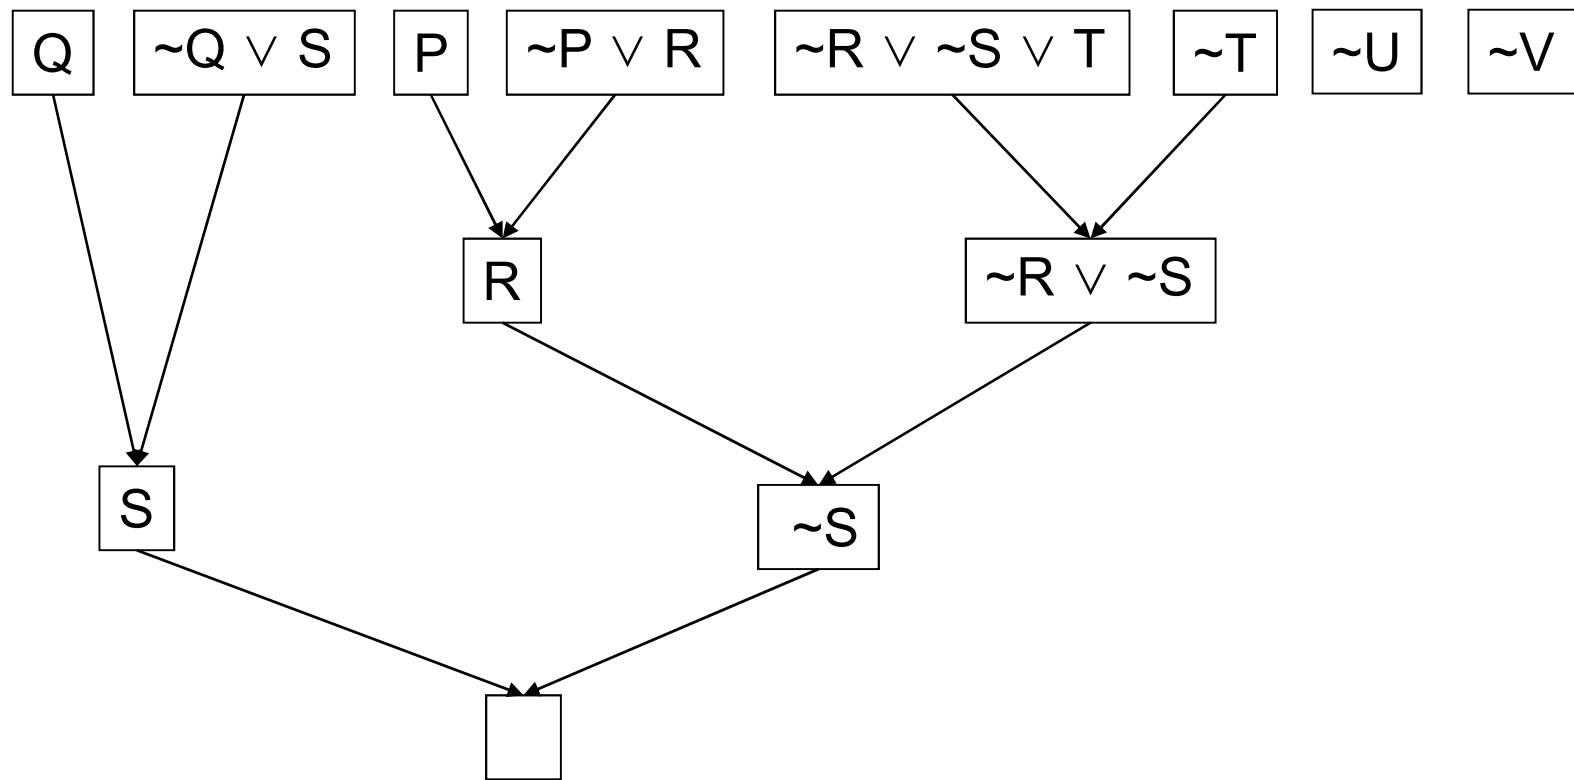 Q ~Q ∨ S P ~P ∨ R ~R ∨ ~S ∨ T ~T ~U ~V
R ~R ∨ ~S
S ~S